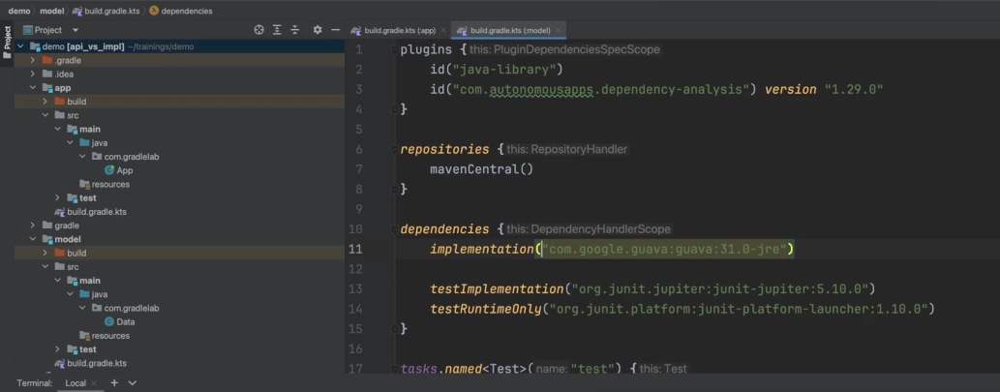 demo > model > build.gradle.kts > dependencies
Project
Project
build.gradle.kts (:app) ×
build.gradle.kts (:model) ×
demo [api_vs_impl] ~/trainings/demo
.gradle
.idea
app
build
src
main
java
com.gradlelab
App
resources
test
build.gradle.kts
gradle
model
build
src
main
java
com.gradlelab
Data
resources
test
build.gradle.kts
1 plugins { this: PluginDependenciesSpecScope
2 id("java-library")
3 id("com.autonomousapps.dependency-analysis") version "1.29.0"
4 }
5
6 repositories { this: RepositoryHandler
7 mavenCentral()
8 }
9
10 dependencies { this: DependencyHandlerScope
11 implementation("com.google.guava:guava:31.0-jre")
12
13 testImplementation("org.junit.jupiter:junit-jupiter:5.10.0")
14 testRuntimeOnly("org.junit.platform:junit-platform-launcher:1.10.0")
15 }
16
17 tasks.named<Test>( name: "test") { this: Test
Terminal: Local × +